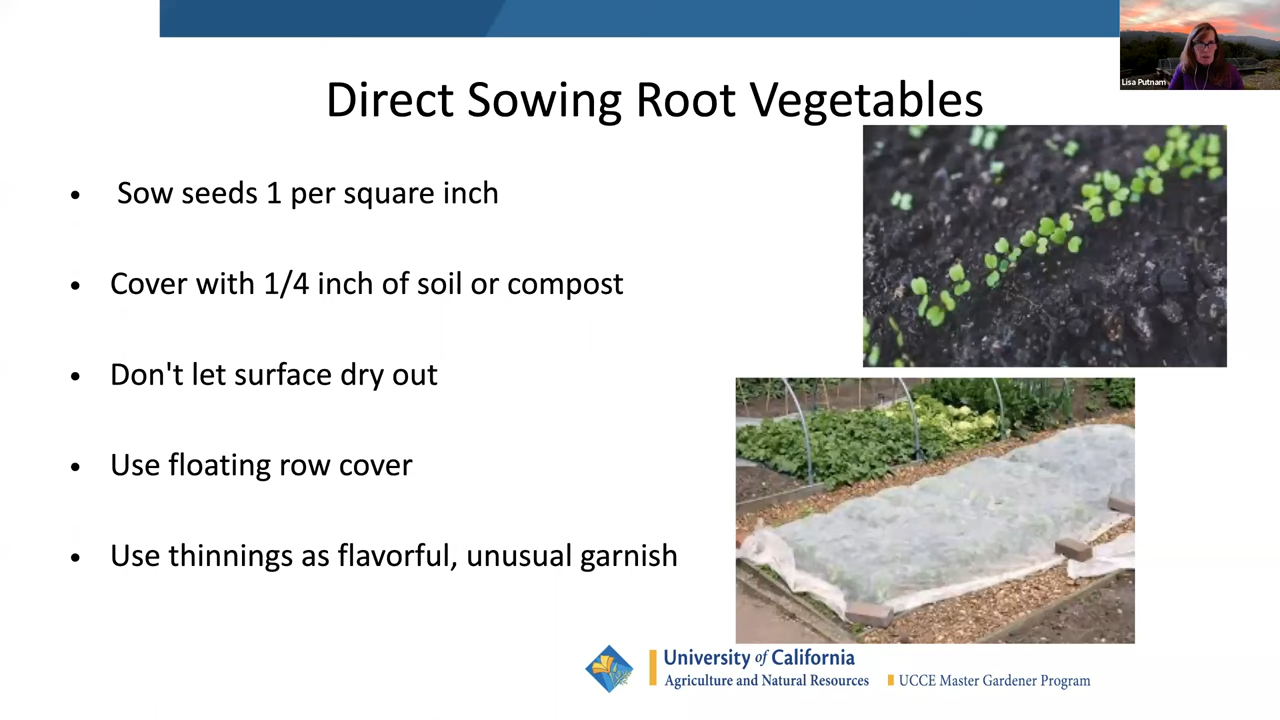 Lisa Putnam
Direct Sowing Root Vegetables
• Sow seeds 1 per square inch
• Cover with 1/4 inch of soil or compost
• Don't let surface dry out
• Use floating row cover
• Use thinnings as flavorful, unusual garnish
University of California
Agriculture and Natural Resources
UCCE Master Gardener Program